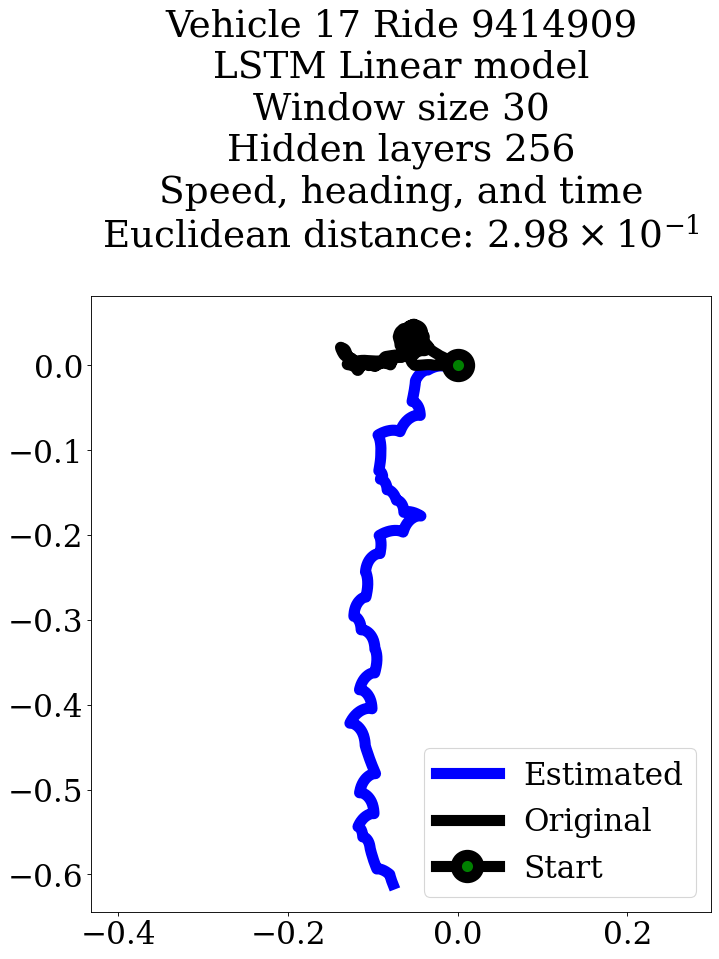 Vehicle 17 Ride 9414909
LSTM Linear model
Window size 30
Hidden layers 256
Speed, heading, and time
Euclidean distance: 2.98 × 10⁻¹
0.0
−0.1
−0.2
−0.3
−0.4
−0.5
−0.6
Estimated
Original
Start
−0.4 −0.2 0.0 0.2